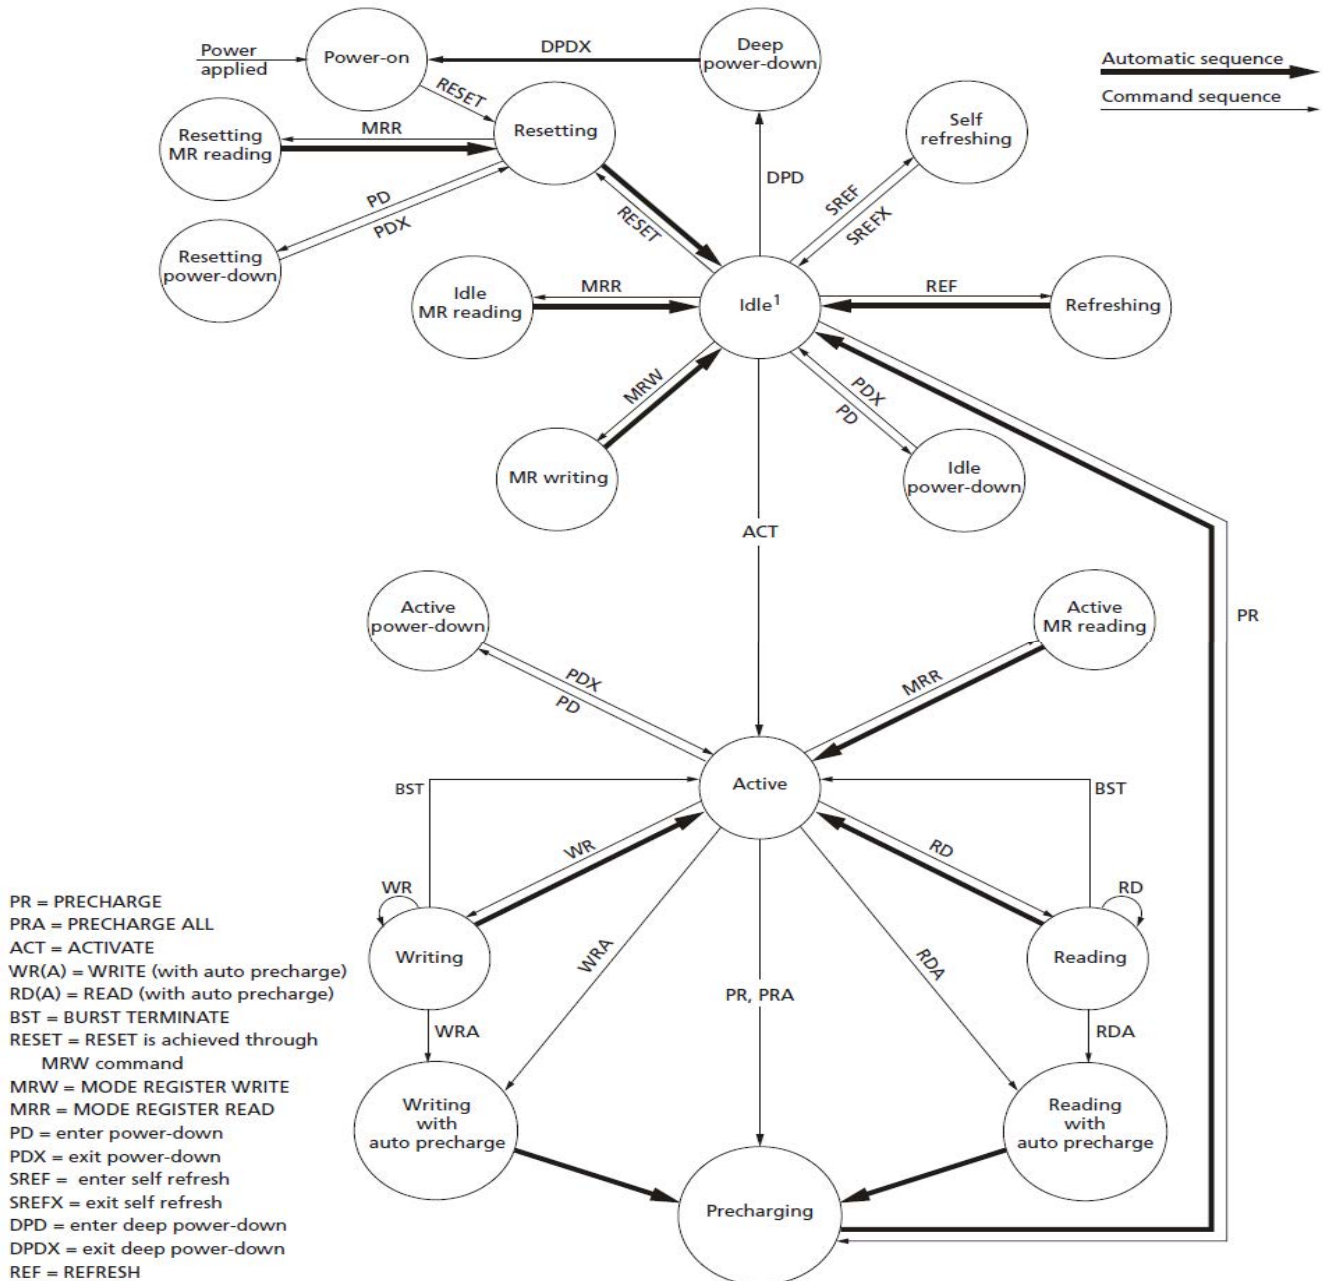 Power
applied
Power-on
DPDX
Deep
power-down
Automatic sequence
Command sequence
RESET
Resetting
MR reading
MRR
Resetting
Self
refreshing
DPD
PD
PDX
RESET
SREF
SREFX
Resetting
power-down
Idle
MR reading
MRR
Idle¹
REF
Refreshing
MRW
PDX
PD
MR writing
Idle
power-down
ACT
Active
power-down
Active
MR reading
PR
PDX
PD
MRR
Active
BST
BST
WR
RD
WR
RD
Writing
Reading
WRA
RDA
PR, PRA
WRA
RDA
Writing
with
auto precharge
Reading
with
auto precharge
Precharging
PR = PRECHARGE
PRA = PRECHARGE ALL
ACT = ACTIVATE
WR(A) = WRITE (with auto precharge)
RD(A) = READ (with auto precharge)
BST = BURST TERMINATE
RESET = RESET is achieved through
MRW command
MRW = MODE REGISTER WRITE
MRR = MODE REGISTER READ
PD = enter power-down
PDX = exit power-down
SREF = enter self refresh
SREFX = exit self refresh
DPD = enter deep power-down
DPDX = exit deep power-down
REF = REFRESH